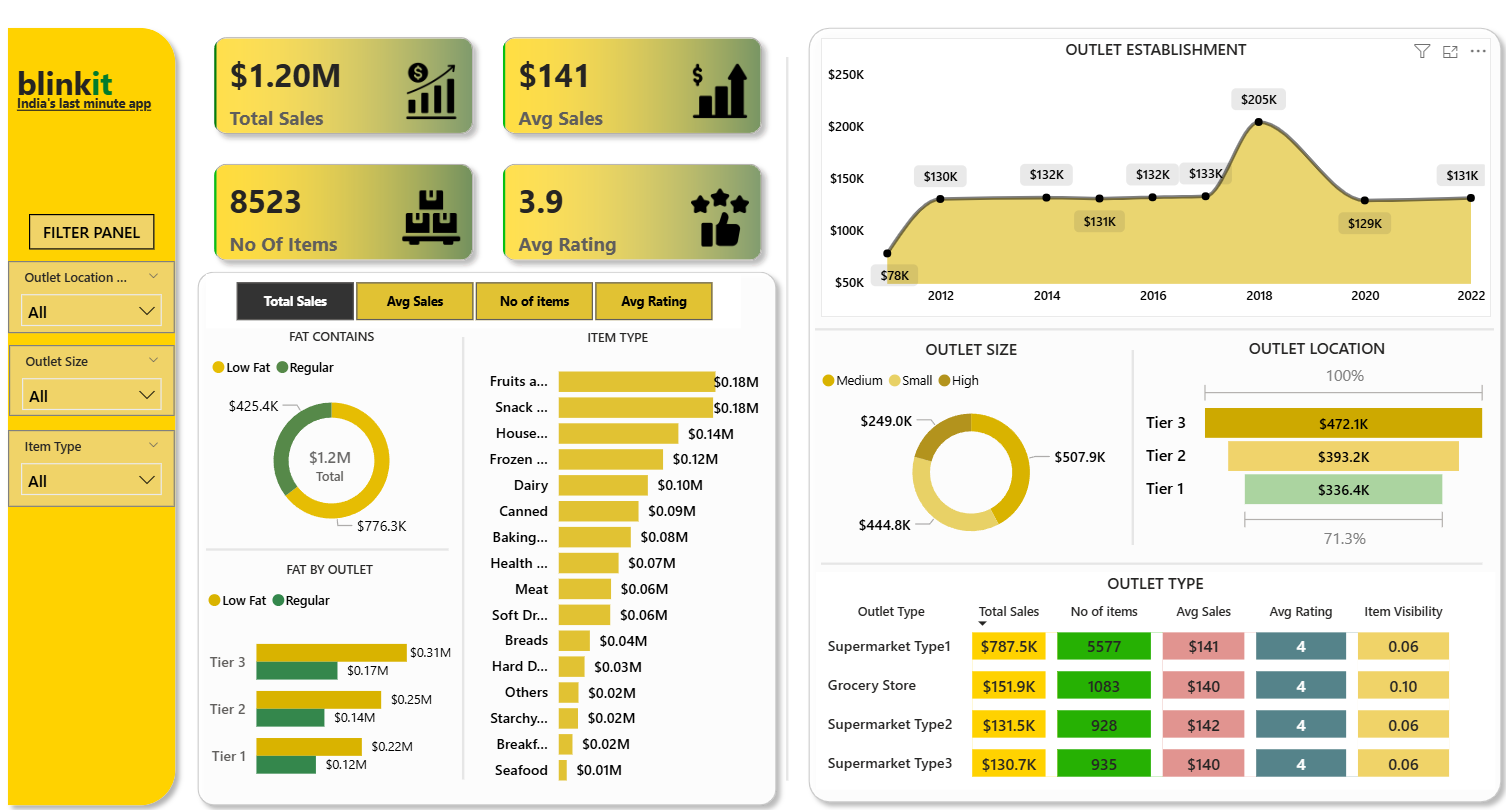 blinkit
India's last minute app
FILTER PANEL
Outlet Location ...
All
Outlet Size
All
Item Type
All
$1.20M
Total Sales
$141
Avg Sales
8523
No Of Items
3.9
Avg Rating
Total Sales
Avg Sales
No of items
Avg Rating
FAT CONTAINS
Low Fat
Regular
$425.4K
$1.2M
Total
$776.3K
FAT BY OUTLET
Low Fat
Regular
Tier 3
$0.31M
$0.17M
Tier 2
$0.25M
$0.14M
Tier 1
$0.22M
$0.12M
ITEM TYPE
Fruits a... $0.18M
Snack ... $0.18M
House... $0.14M
Frozen ... $0.12M
Dairy $0.10M
Canned $0.09M
Baking... $0.08M
Health ... $0.07M
Meat $0.06M
Soft Dr... $0.06M
Breads $0.04M
Hard D... $0.03M
Others $0.02M
Starchy... $0.02M
Breakf... $0.02M
Seafood $0.01M
OUTLET ESTABLISHMENT
$250K
$200K
$150K
$100K
$50K
$78K
$130K
$132K
$131K
$132K
$133K
$205K
$129K
$131K
2012 2014 2016 2018 2020 2022
OUTLET SIZE
Medium Small High
$249.0K
$507.9K
$444.8K
OUTLET LOCATION
100%
Tier 3 $472.1K
Tier 2 $393.2K
Tier 1 $336.4K
71.3%
OUTLET TYPE
Outlet Type Total Sales No of items Avg Sales Avg Rating Item Visibility
Supermarket Type1 $787.5K 5577 $141 4 0.06
Grocery Store $151.9K 1083 $140 4 0.10
Supermarket Type2 $131.5K 928 $142 4 0.06
Supermarket Type3 $130.7K 935 $140 4 0.06